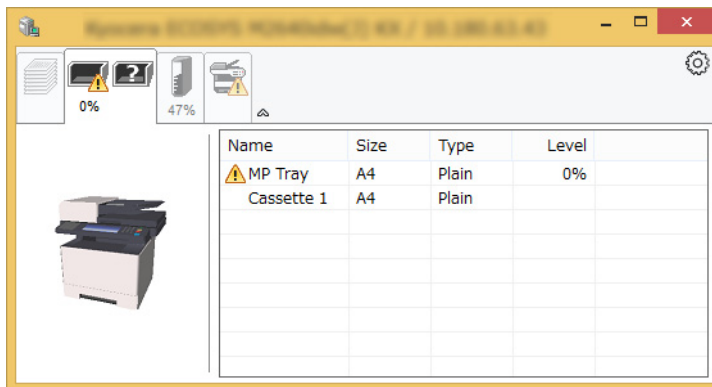 0%
47%
Name Size Type Level
MP Tray A4 Plain 0%
Cassette 1 A4 Plain